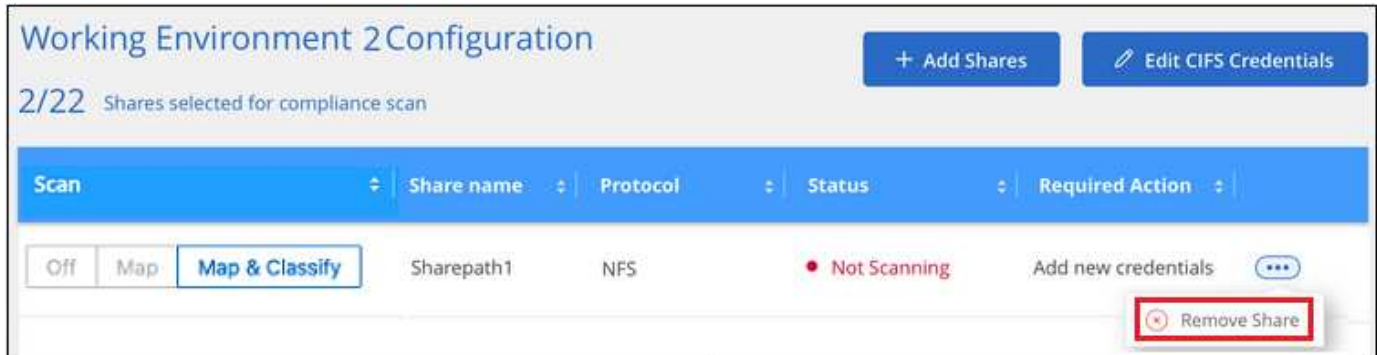 Working Environment 2 Configuration
+ Add Shares
Edit CIFS Credentials
2/22 Shares selected for compliance scan
Scan Share name Protocol Status Required Action
Off Map Map & Classify Sharepath1 NFS Not Scanning Add new credentials
Remove Share